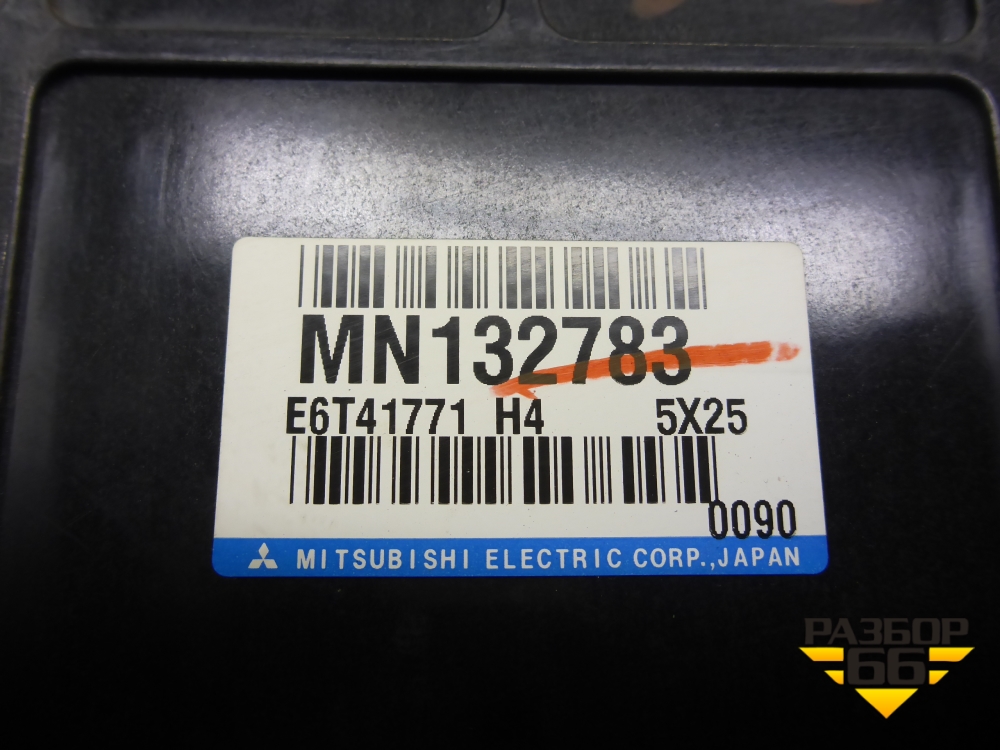 MN132783
E6T41771 H4 5X25
0090
MITSUBISHI ELECTRIC CORP.,JAPAN
РАЗБОР
66